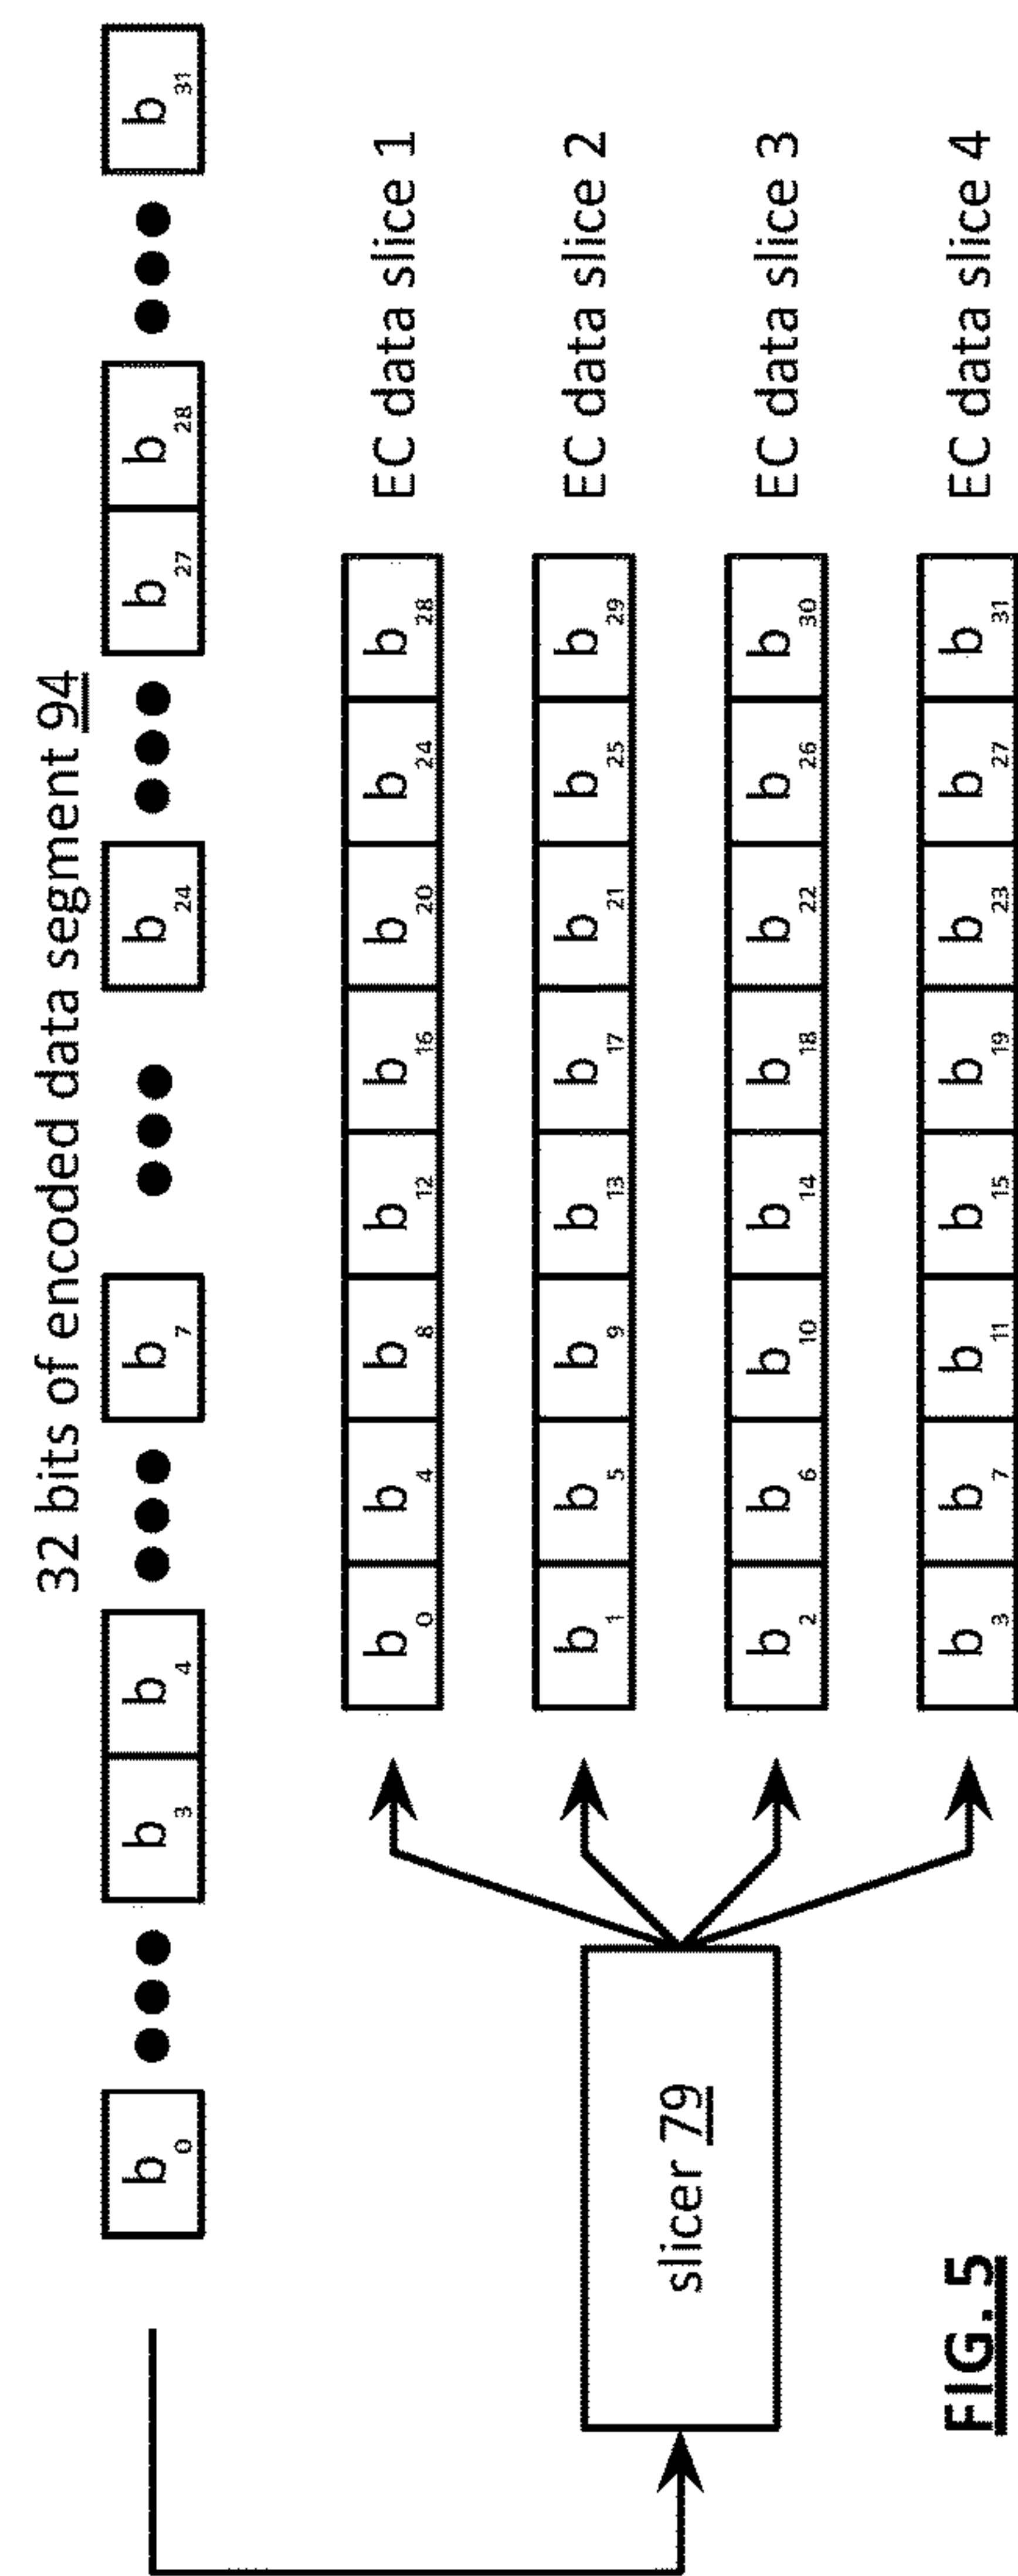 32 bits of encoded data segment 94
b0 ●●● b3 b4 ●●● b7 ●●● b24 ●●● b27 b28 ●●● b31
b0 b4 b8 b12 b16 b20 b24 b28 EC data slice 1
b1 b5 b9 b13 b17 b21 b25 b29 EC data slice 2
slicer 79
b2 b6 b10 b14 b18 b22 b26 b30 EC data slice 3
b3 b7 b11 b15 b19 b23 b27 b31 EC data slice 4
FIG. 5